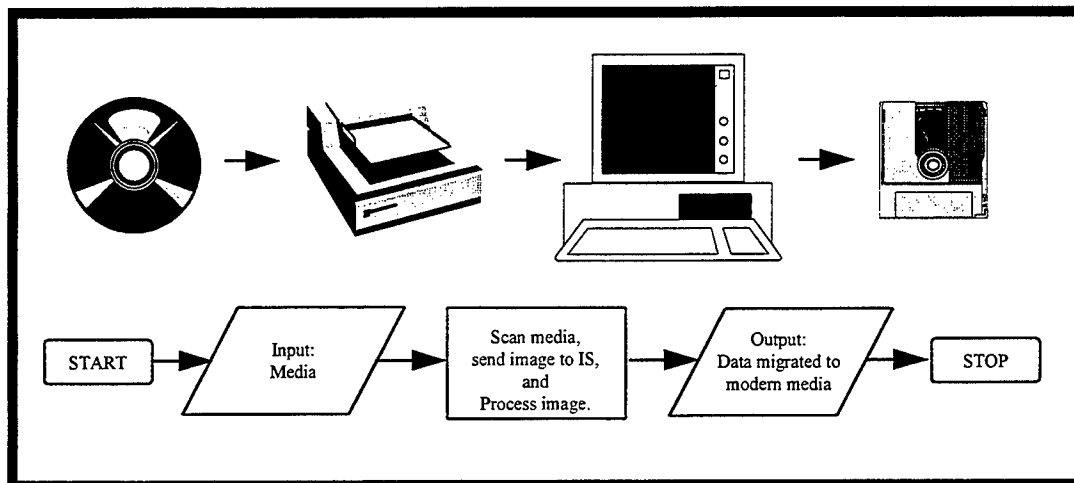 START
Input:
Media
Scan media,
send image to IS,
and
Process image.
Output:
Data migrated to
modern media
STOP